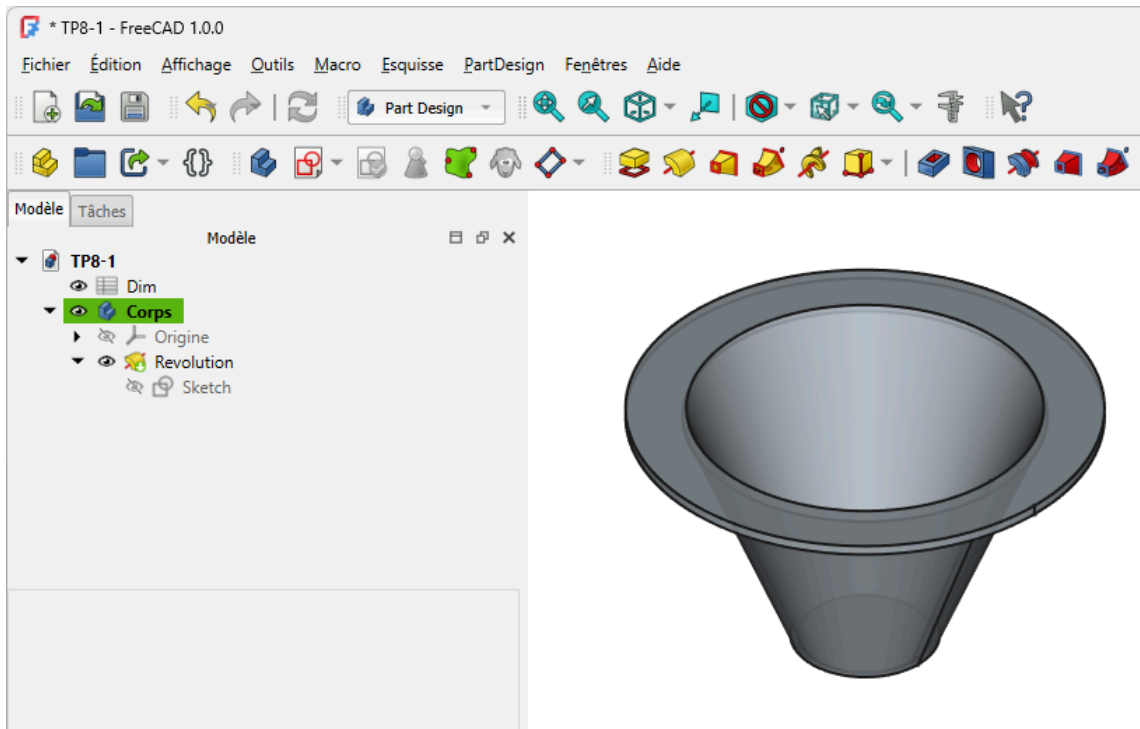 * TP8-1 - FreeCAD 1.0.0
Fichier Édition Affichage Outils Macro Esquisse PartDesign Fenêtres Aide
Part Design
Modèle Tâches
Modèle
TP8-1
Dim
Corps
Origine
Revolution
Sketch